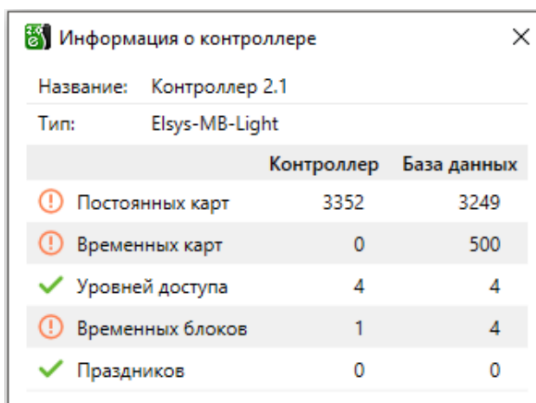 Информация о контроллере
Название: Контроллер 2.1
Тип: Elsys-MB-Light
Контроллер База данных
Постоянных карт 3352 3249
Временных карт 0 500
Уровней доступа 4 4
Временных блоков 1 4
Праздников 0 0